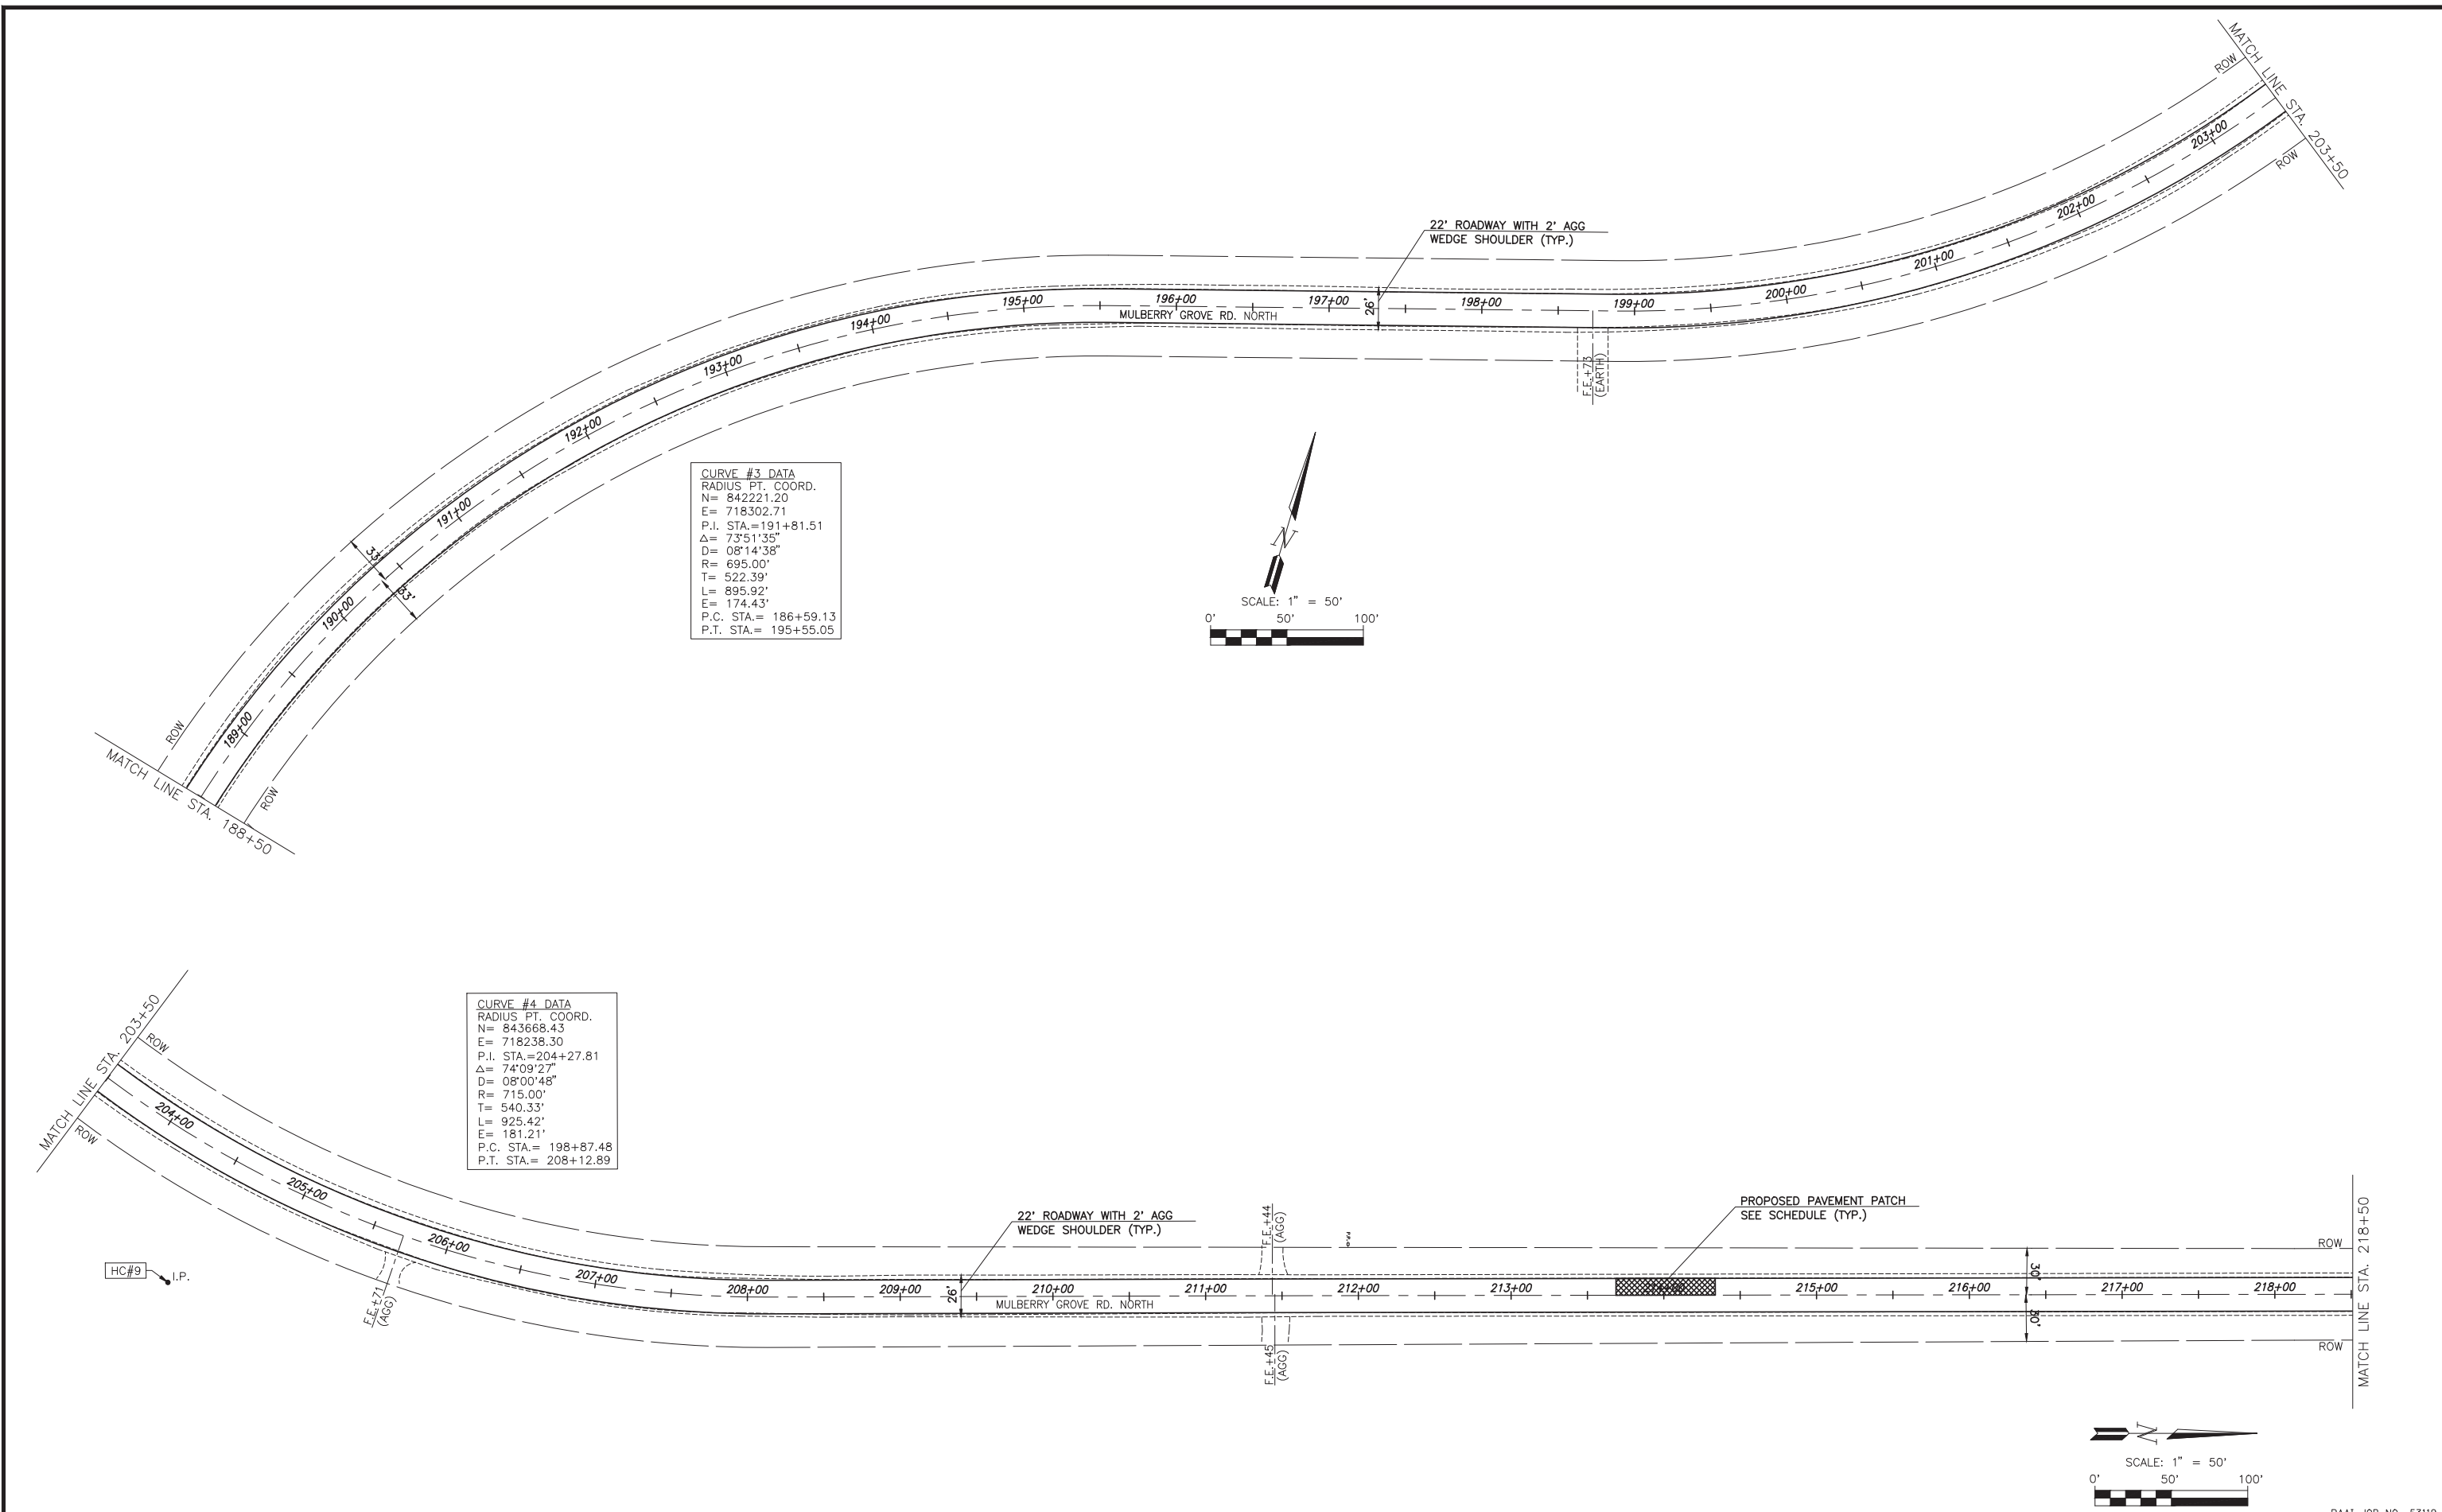 MATCH LINE STA. 203+50
ROW
ROW
203+00
202+00
201+00
200+00
22' ROADWAY WITH 2' AGG
WEDGE SHOULDER (TYP.)
26'
195+00
196+00
197+00
198+00
199+00
MULBERRY GROVE RD. NORTH
F.E.+73
(EARTH)
194+00
193+00
192+00
191+00
33'
33'
190+00
189+00
ROW
ROW
MATCH LINE STA. 188+50
CURVE #3 DATA
RADIUS PT. COORD.
N= 842221.20
E= 718302.71
P.I. STA.=191+81.51
Δ= 73°51'35"
D= 08°14'38"
R= 695.00'
T= 522.39'
L= 895.92'
E= 174.43'
P.C. STA.= 186+59.13
P.T. STA.= 195+55.05
N
SCALE: 1" = 50'
0' 50' 100'
MATCH LINE STA. 203+50
ROW
ROW
204+00
205+00
206+00
207+00
CURVE #4 DATA
RADIUS PT. COORD.
N= 843668.43
E= 718238.30
P.I. STA.=204+27.81
Δ= 74°09'27"
D= 08°00'48"
R= 715.00'
T= 540.33'
L= 925.42'
E= 181.21'
P.C. STA.= 198+87.48
P.T. STA.= 208+12.89
HC#9
I.P.
F.E.+71
(AGG)
22' ROADWAY WITH 2' AGG
WEDGE SHOULDER (TYP.)
26'
F.E.+44
(AGG)
PROPOSED PAVEMENT PATCH
SEE SCHEDULE (TYP.)
208+00
209+00
210+00
211+00
212+00
213+00
215+00
216+00
217+00
218+00
MULBERRY GROVE RD. NORTH
F.E.+45
(AGG)
30'
30'
ROW
ROW
MATCH LINE STA. 218+50
N
SCALE: 1" = 50'
0' 50' 100'